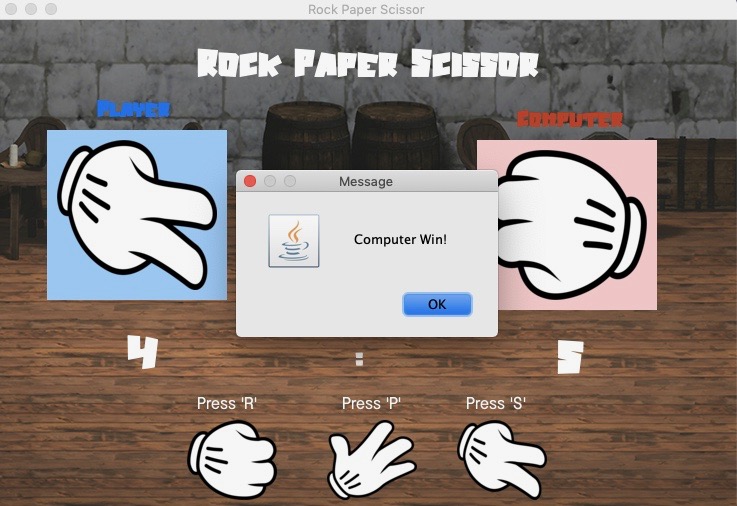 Rock Paper Scissor
Rock Paper Scissor
Player
Computer
Message
Computer Win!
OK
4 : 5
Press 'R' Press 'P' Press 'S'